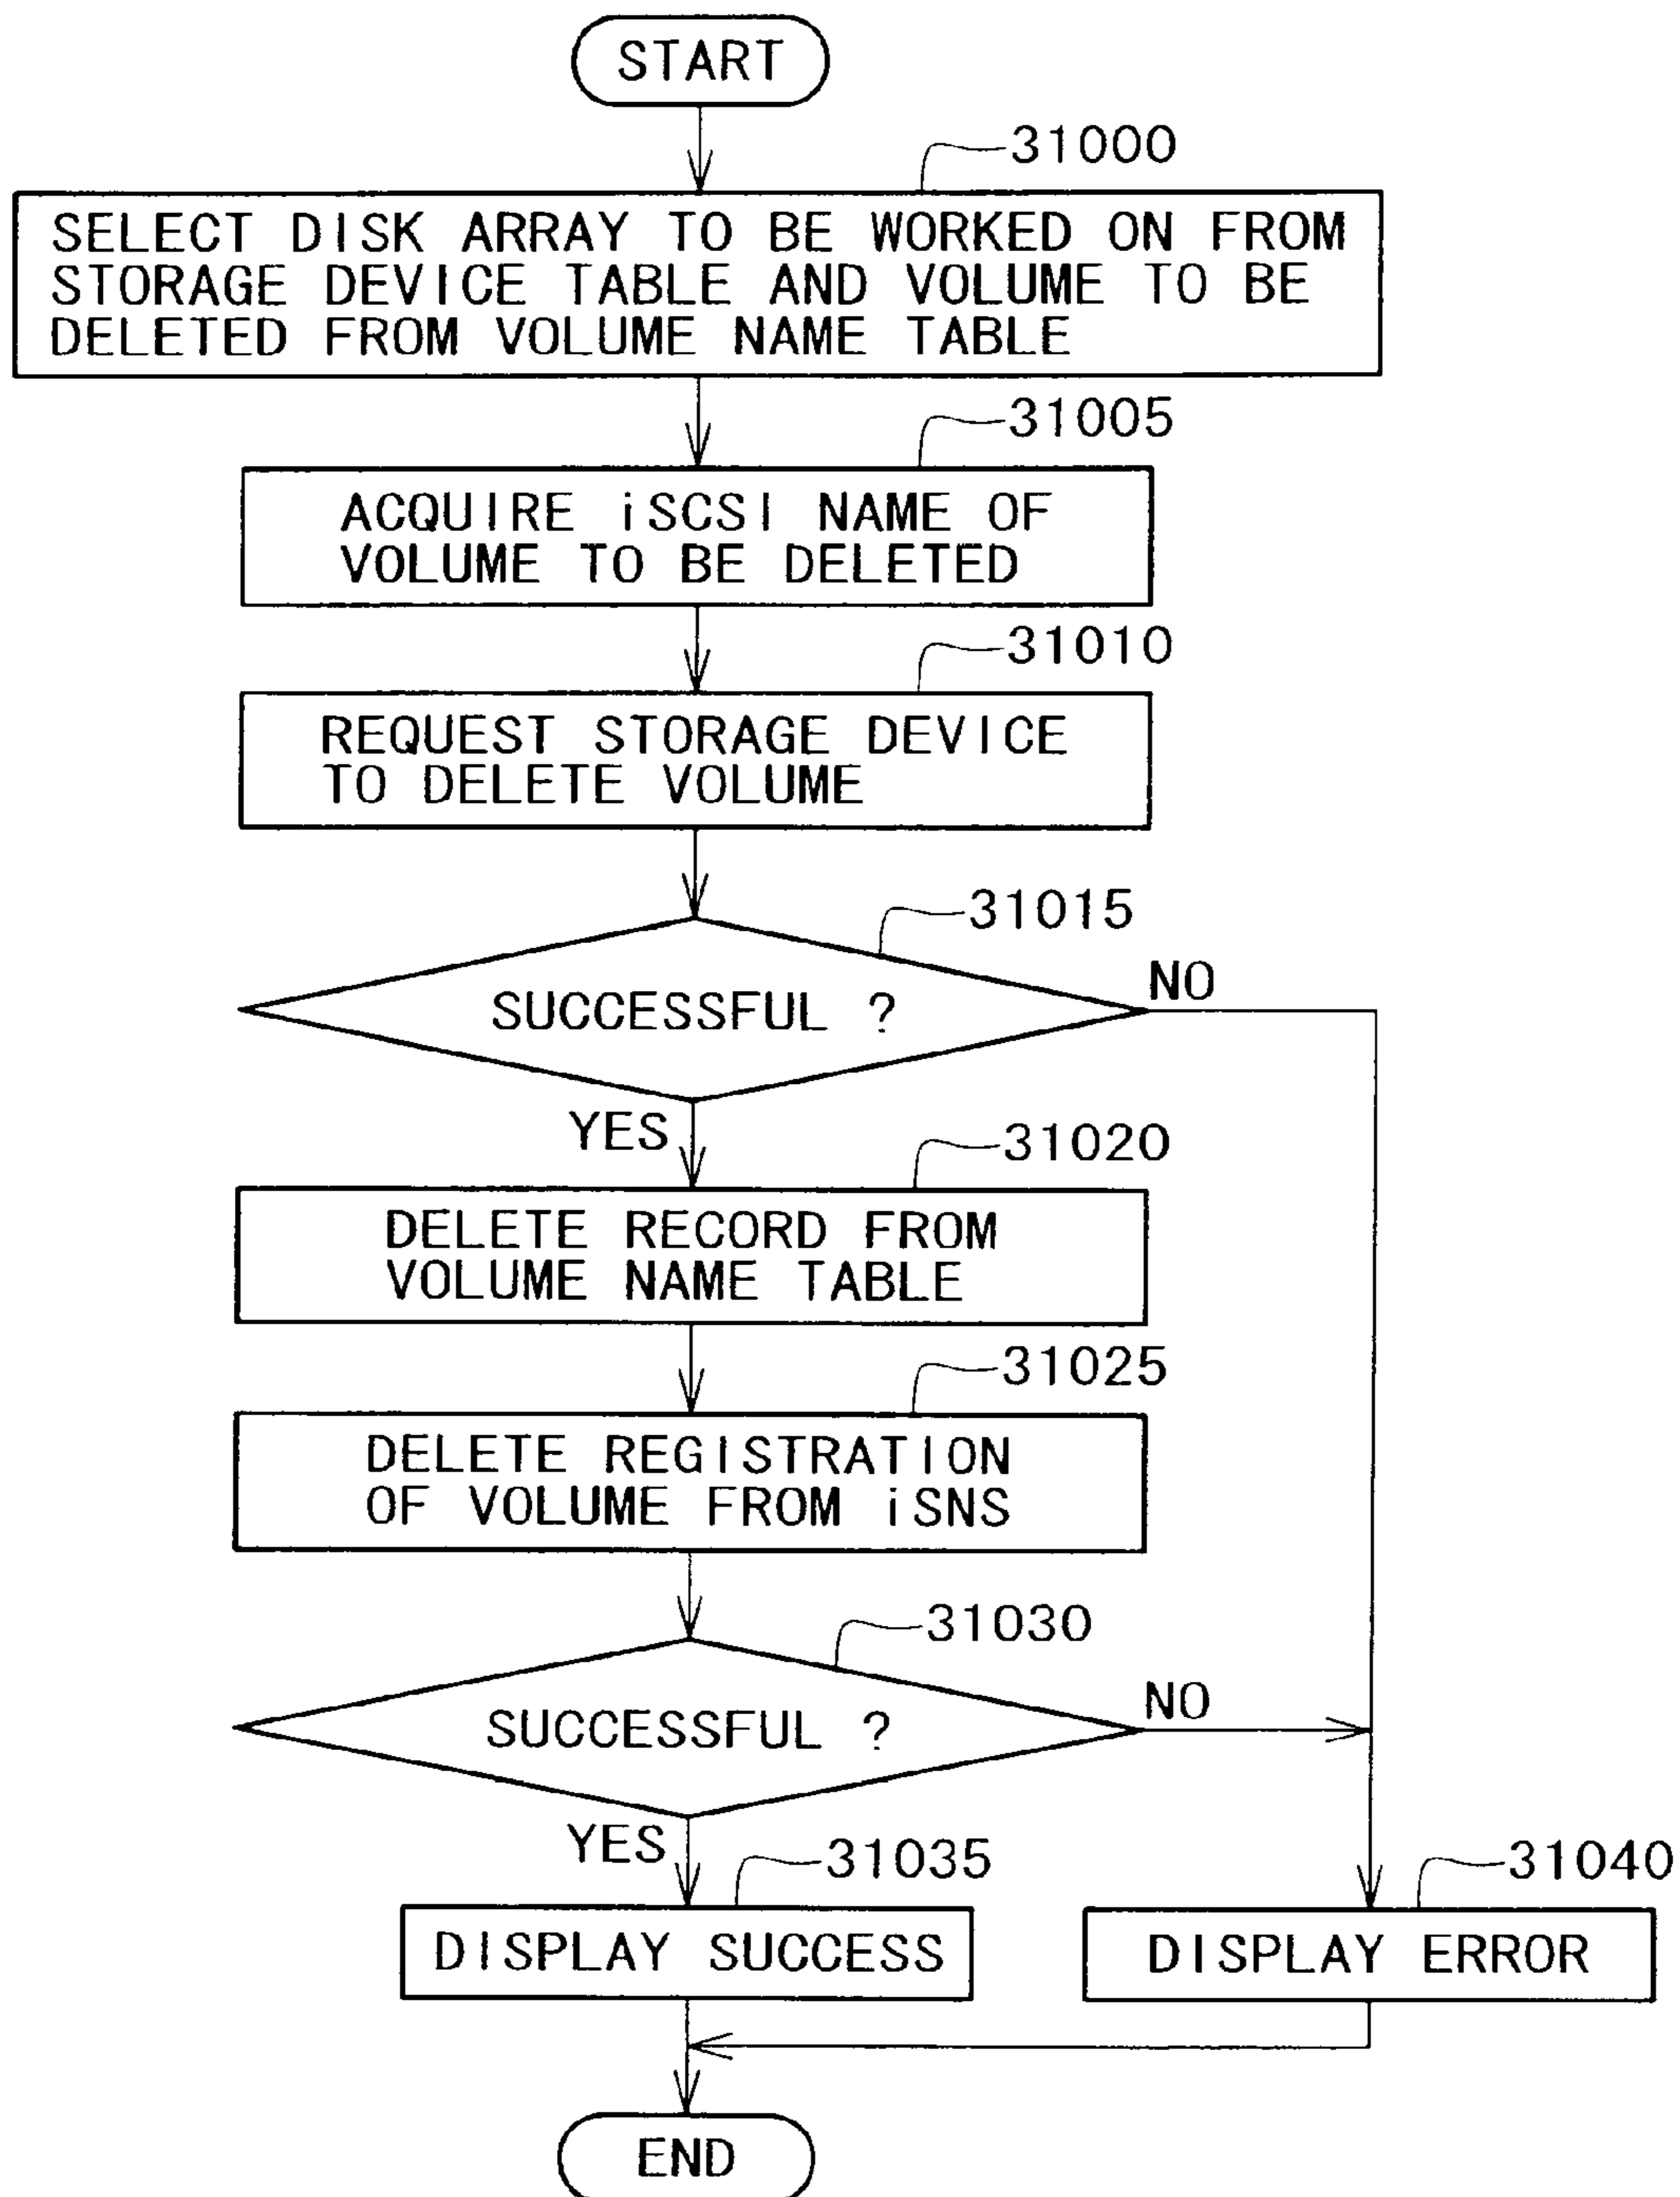 START
31000
SELECT DISK ARRAY TO BE WORKED ON FROM
STORAGE DEVICE TABLE AND VOLUME TO BE
DELETED FROM VOLUME NAME TABLE
31005
ACQUIRE iSCSI NAME OF
VOLUME TO BE DELETED
31010
REQUEST STORAGE DEVICE
TO DELETE VOLUME
31015
SUCCESSFUL ?
NO
YES
31020
DELETE RECORD FROM
VOLUME NAME TABLE
31025
DELETE REGISTRATION
OF VOLUME FROM iSNS
31030
SUCCESSFUL ?
NO
YES
31035
31040
DISPLAY SUCCESS
DISPLAY ERROR
END